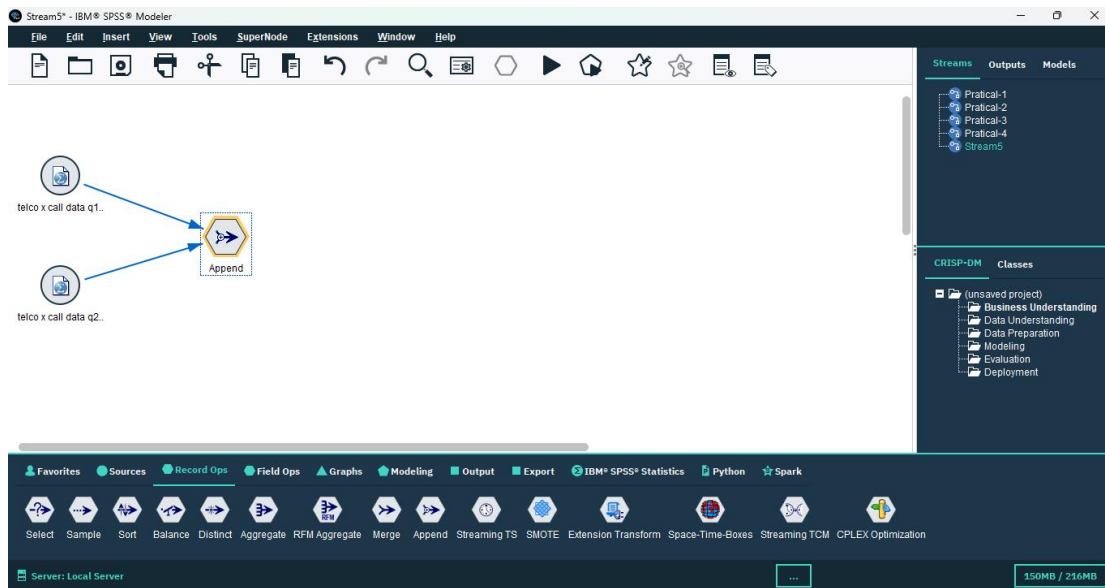 Stream5* - IBM® SPSS® Modeler
File Edit Insert View Tools SuperNode Extensions Window Help
Streams Outputs Models
Pratical-1
Pratical-2
Pratical-3
Pratical-4
Stream5
telco x call data q1..
Append
telco x call data q2..
CRISP-DM Classes
(unsaved project)
Business Understanding
Data Understanding
Data Preparation
Modeling
Evaluation
Deployment
Favorites Sources Record Ops Field Ops Graphs Modeling Output Export IBM® SPSS® Statistics Python Spark
RFM
Select Sample Sort Balance Distinct Aggregate RFM Aggregate Merge Append Streaming TS SMOTE Extension Transform Space-Time-Boxes Streaming TCM CPLEX Optimization
Server: Local Server ... 150MB / 216MB